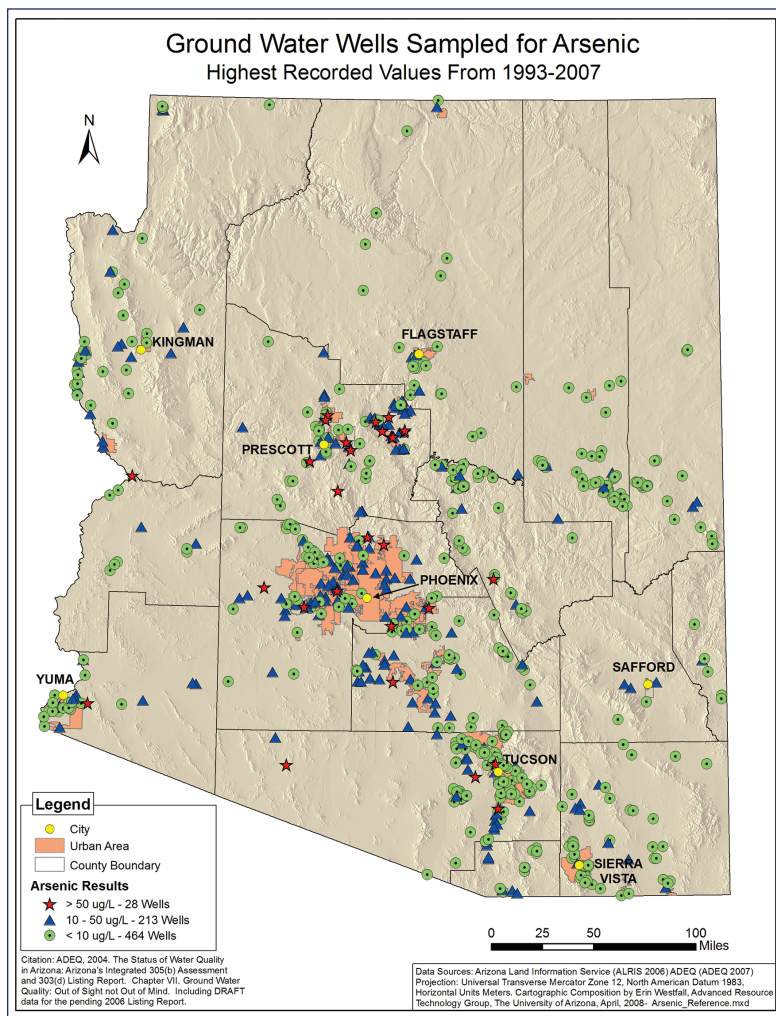 Ground Water Wells Sampled for Arsenic
Highest Recorded Values From 1993-2007
N
KINGMAN
FLAGSTAFF
PRESCOTT
PHOENIX
YUMA
SAFFORD
TUCSON
SIERRA
VISTA
Legend
City
Urban Area
County Boundary
Arsenic Results
> 50 ug/L - 28 Wells
10 - 50 ug/L - 213 Wells
< 10 ug/L - 464 Wells
0 25 50 100
Miles
Citation: ADEQ, 2004. The Status of Water Quality
in Arizona: Arizona's Integrated 305(b) Assessment
and 303(d) Listing Report. Chapter VII. Ground Water
Quality: Out of Sight not Out of Mind. Including DRAFT
data for the pending 2006 Listing Report.
Data Sources: Arizona Land Information Service (ALRIS 2006) ADEQ (ADEQ 2007)
Projection: Universal Transverse Mercator Zone 12, North American Datum 1983,
Horizontal Units Meters. Cartographic Composition by Erin Westfall, Advanced Resource
Technology Group, The University of Arizona, April, 2008- Arsenic_Reference.mxd